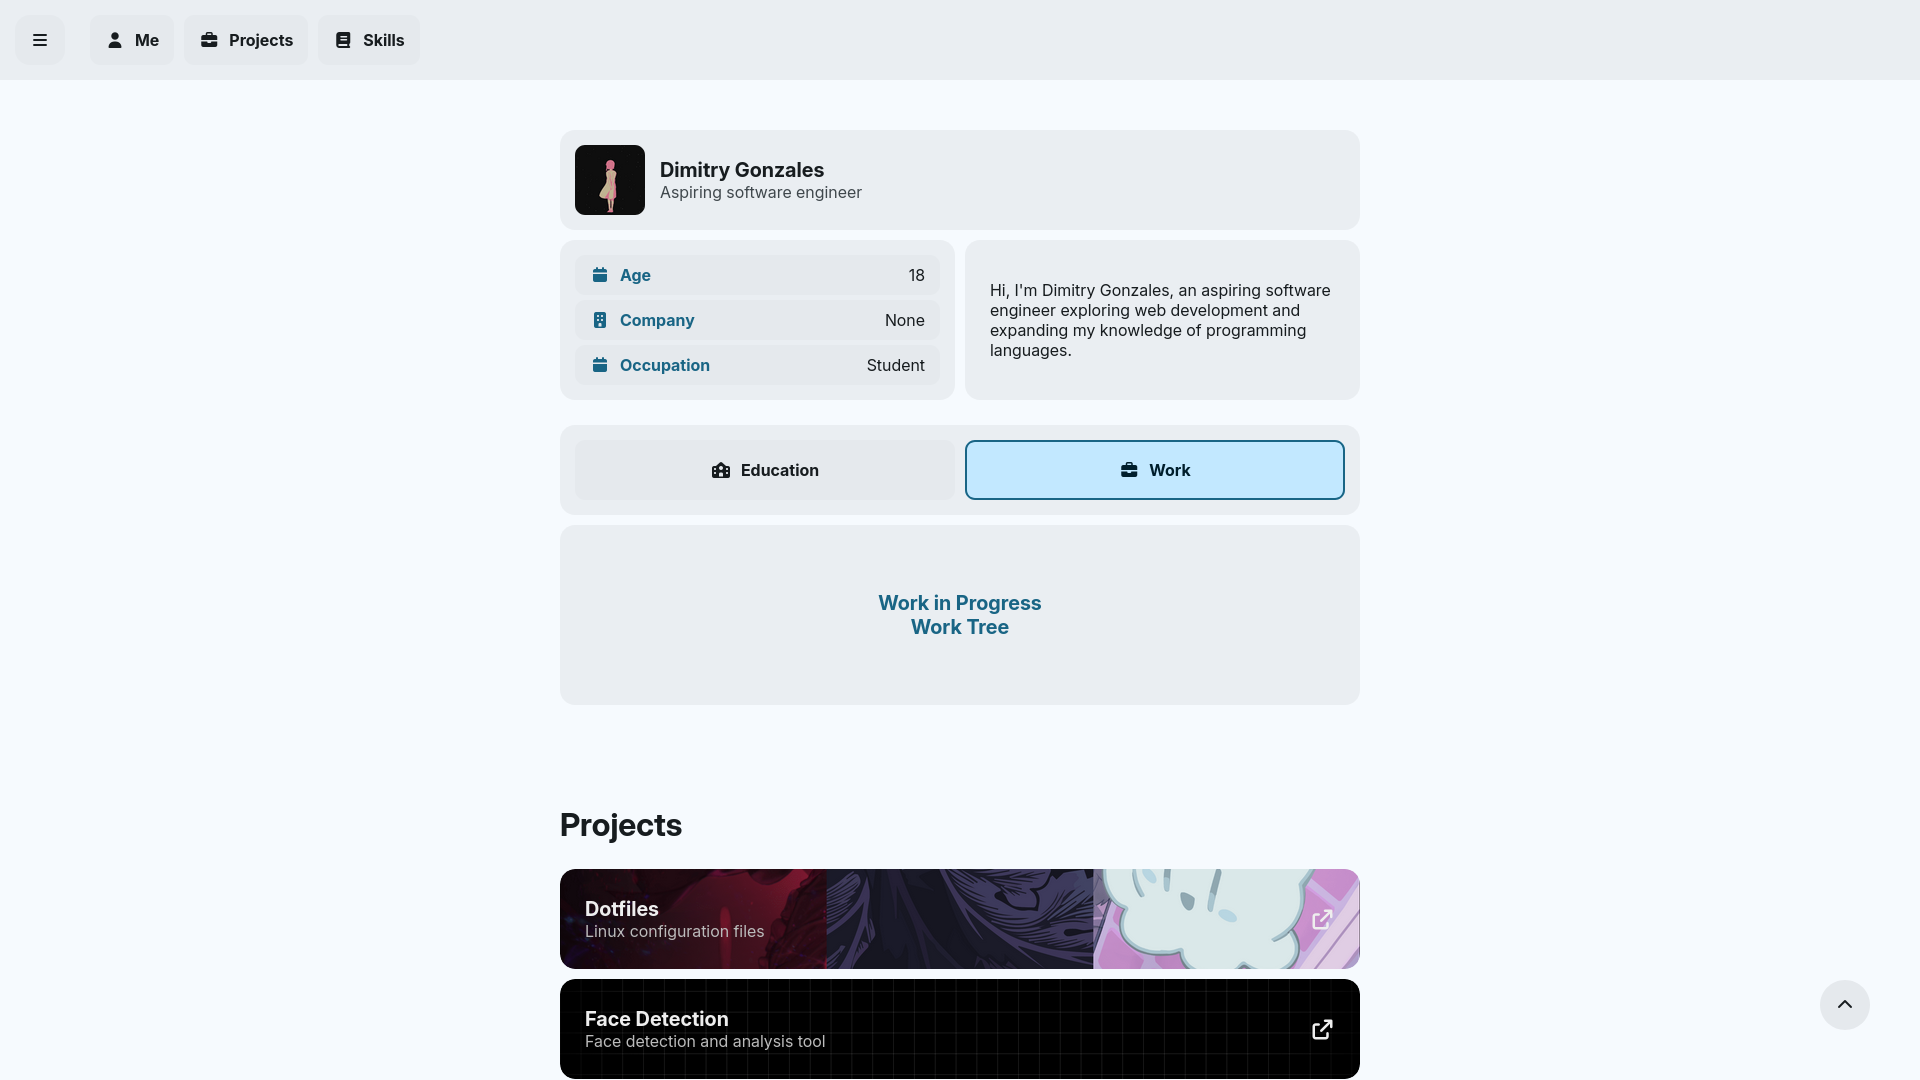 Me
Projects
Skills
Dimitry Gonzales
Aspiring software engineer
Age 18
Company None
Occupation Student
Hi, I'm Dimitry Gonzales, an aspiring software
engineer exploring web development and
expanding my knowledge of programming
languages.
Education
Work
Work in Progress
Work Tree
Projects
Dotfiles
Linux configuration files
Face Detection
Face detection and analysis tool